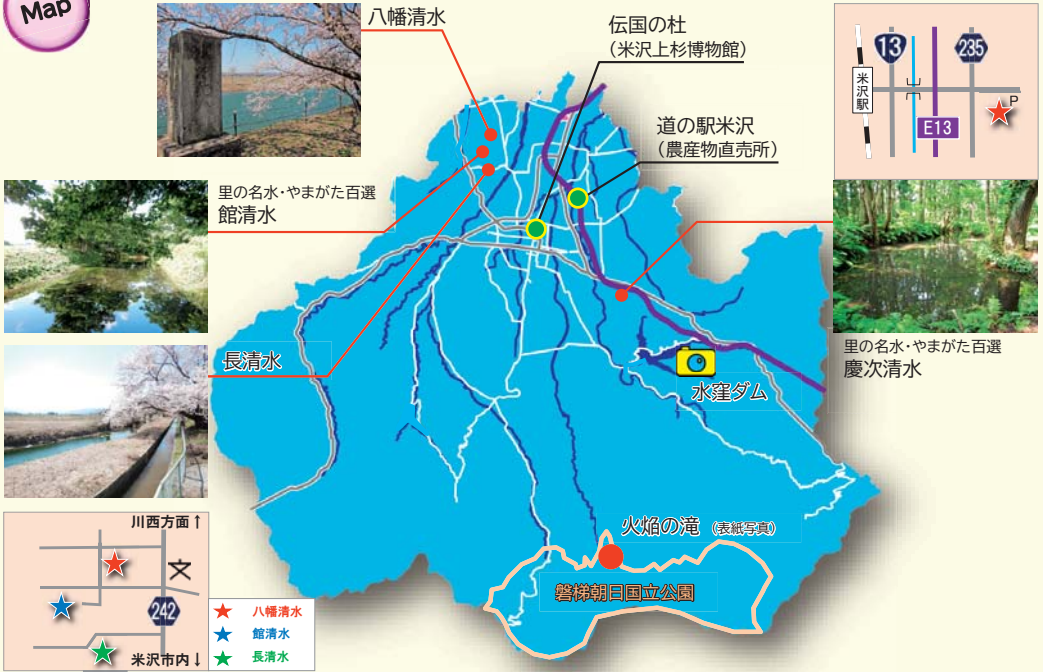 Map
八幡清水
伝国の杜
(米沢上杉博物館)
道の駅米沢
(農産物直売所)
13
235
米沢駅
P
E13
里の名水・やまがた百選
館清水
長清水
里の名水・やまがた百選
慶次清水
水窪ダム
火焔の滝 (表紙写真)
磐梯朝日国立公園
川西方面↑
文
242
米沢市内↓
★ 八幡清水
★ 館清水
★ 長清水